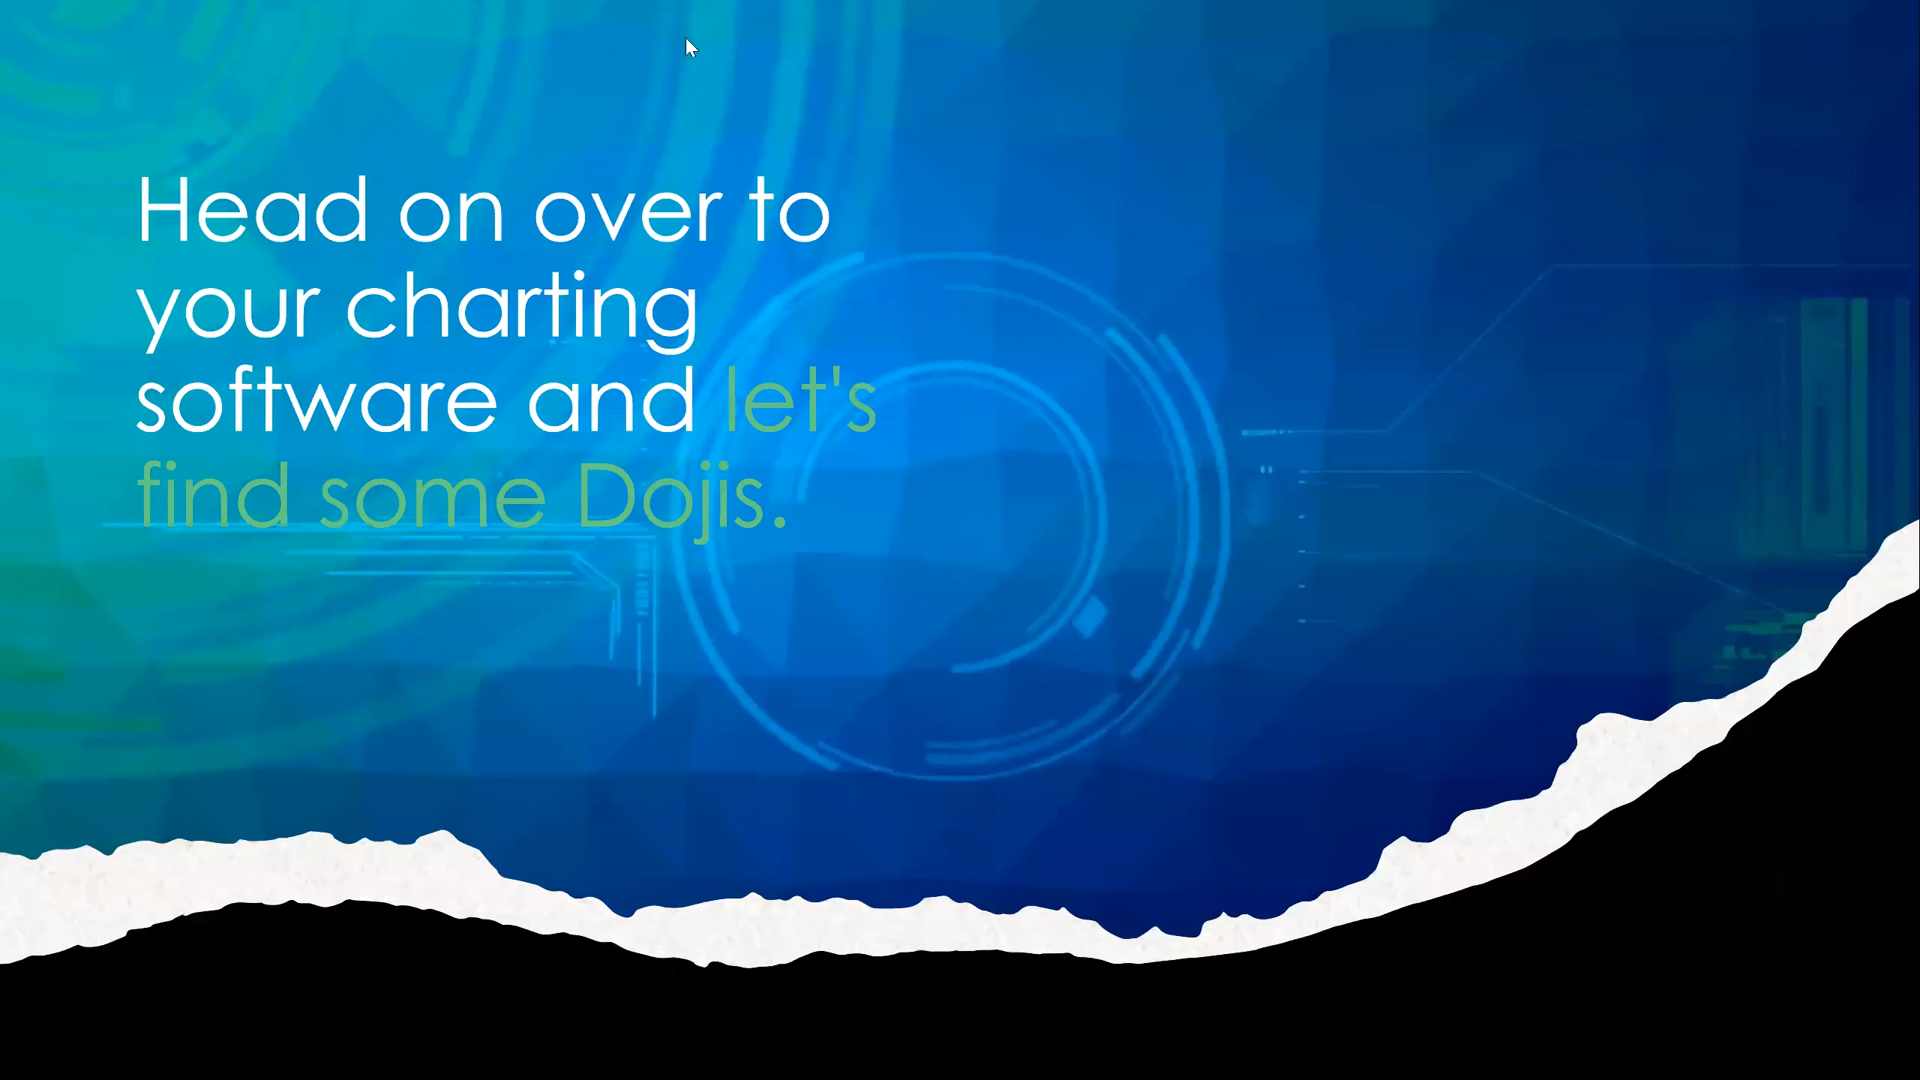 Head on over to
your charting
software and let's
find some Dojis.